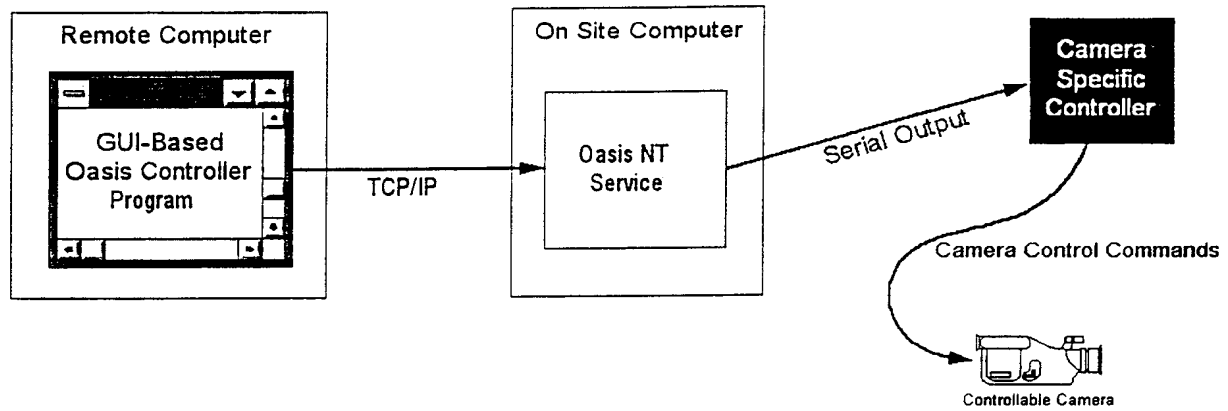 Remote Computer
GUI-Based
Oasis Controller
Program
TCP/IP
On Site Computer
Oasis NT
Service
Serial Output
Camera
Specific
Controller
Camera Control Commands
Controllable Camera